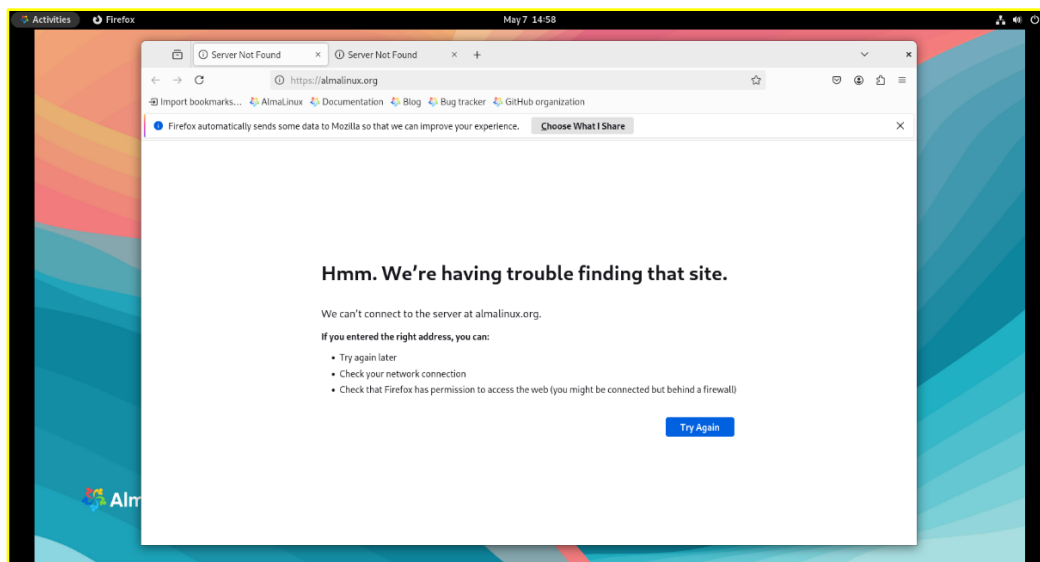 Activities Firefox May 7 14:58
Server Not Found × Server Not Found × +
https://almalinux.org
Import bookmarks... AlmaLinux Documentation Blog Bug tracker GitHub organization
Firefox automatically sends some data to Mozilla so that we can improve your experience. Choose What I Share
Hmm. We're having trouble finding that site.
We can't connect to the server at almalinux.org.
If you entered the right address, you can:
• Try again later
• Check your network connection
• Check that Firefox has permission to access the web (you might be connected but behind a firewall)
Try Again
Alm